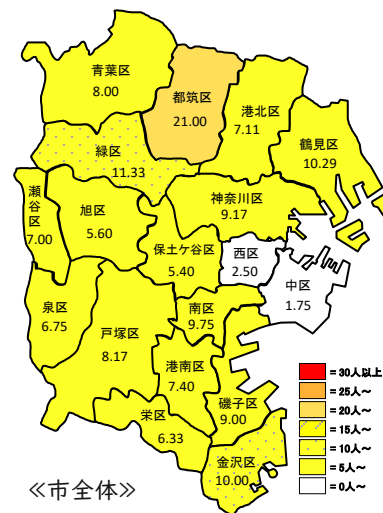 青葉区
8.00
都筑区
21.00
港北区
7.11
鶴見区
10.29
緑区
11.33
瀬谷区
7.00
旭区
5.60
神奈川区
9.17
保土ケ谷区
5.40
西区
2.50
中区
1.75
泉区
6.75
戸塚区
8.17
南区
9.75
港南区
7.40
磯子区
9.00
栄区
6.33
金沢区
10.00
≪市全体≫
=30人以上
=25人～
=20人～
=15人～
=10人～
=5人～
=0人～